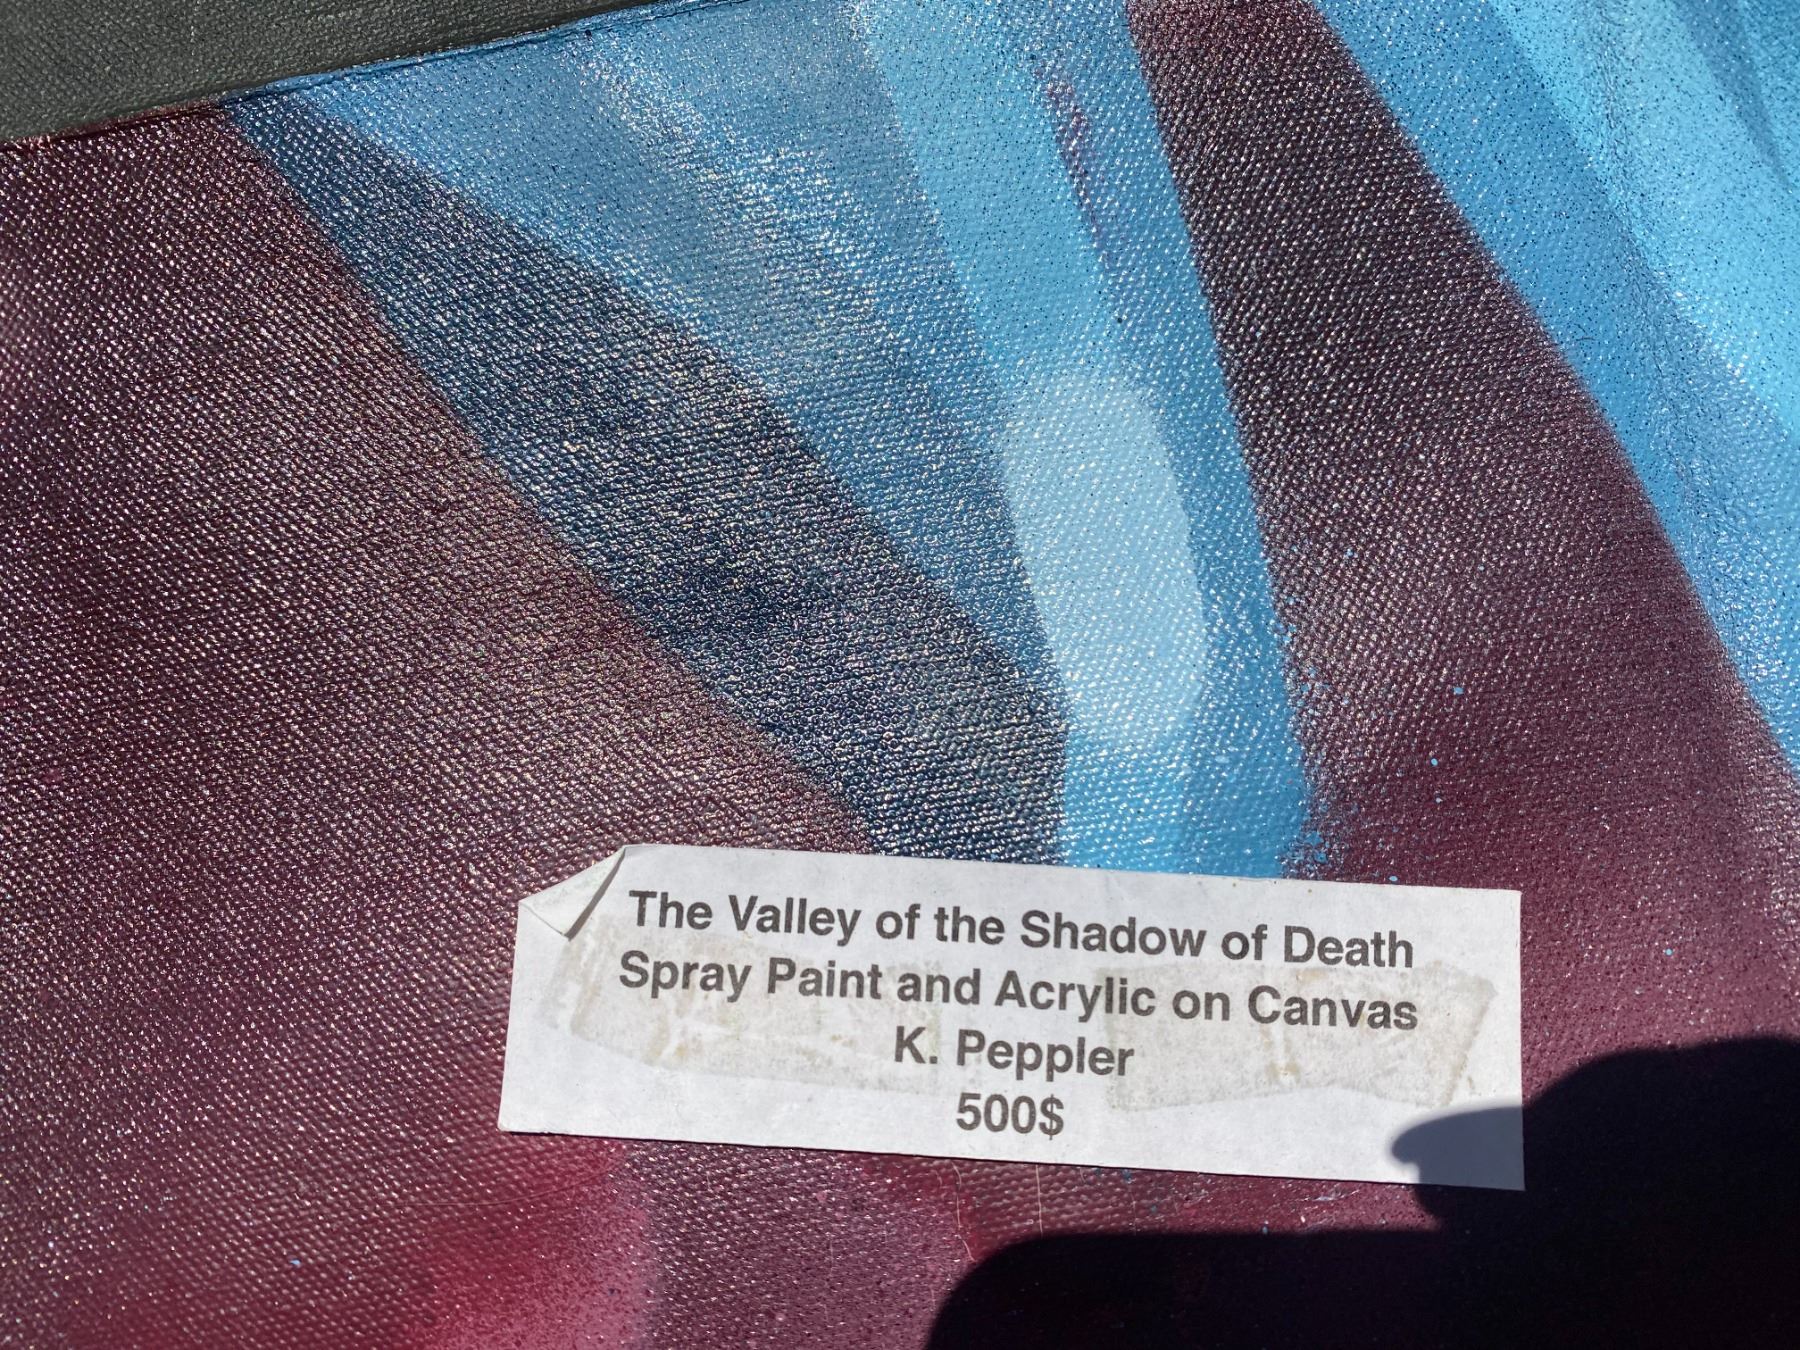 The Valley of the Shadow of Death
Spray Paint and Acrylic on Canvas
K. Peppler
500$